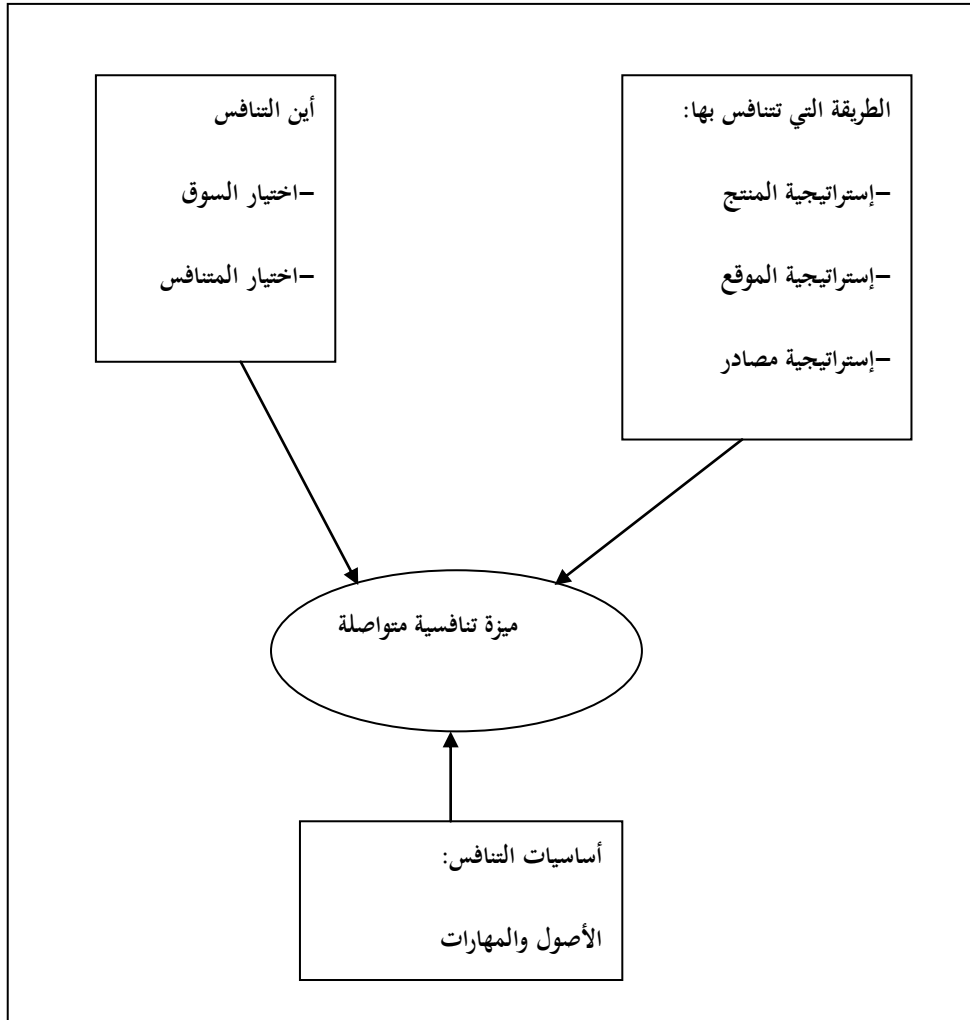 الطريقة التي تتنافس بها:
–إستراتيجية المنتج
–إستراتيجية الموقع
–إستراتيجية مصادر
أين التنافس
–اختيار السوق
–اختيار المتنافس
ميزة تنافسية متواصلة
أساسيات التنافس:
الأصول والمهارات